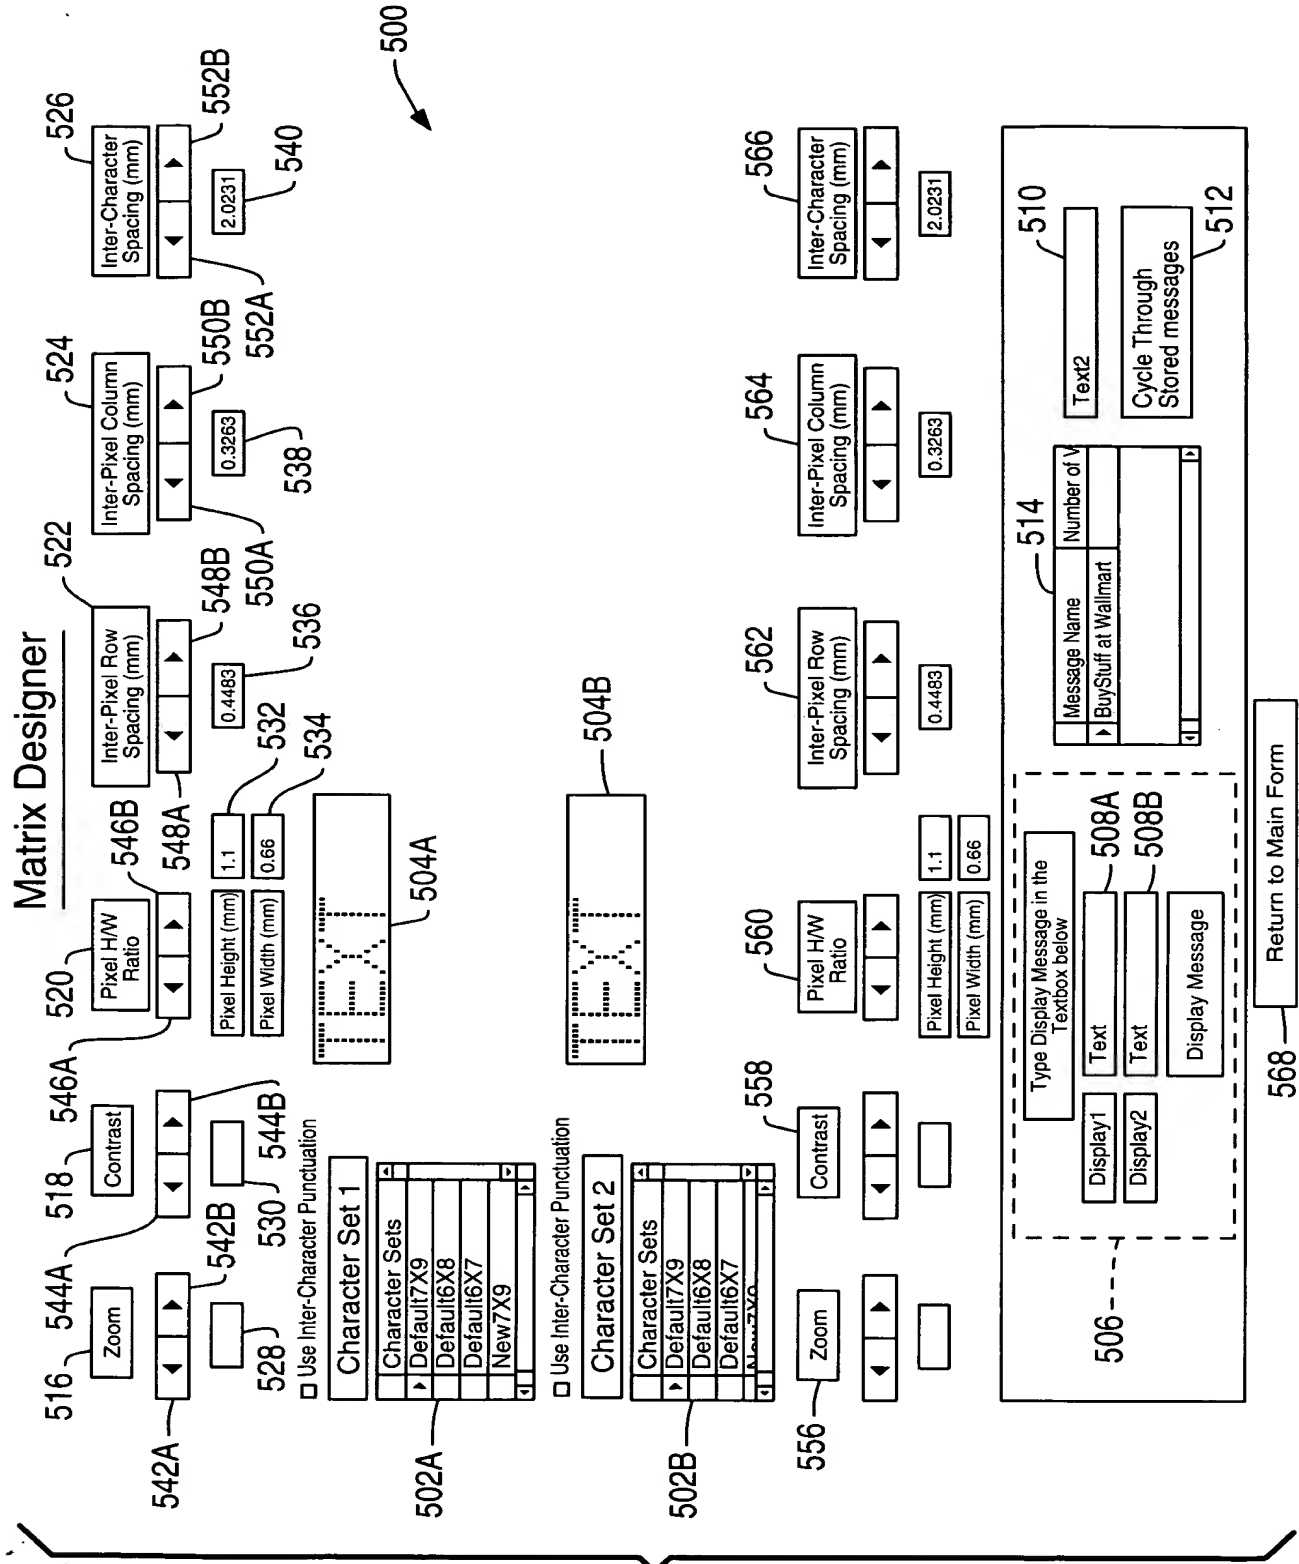 Matrix Designer
516
518
520
522
524
526
Zoom
Contrast
Pixel H/W
Ratio
Inter-Pixel Row
Spacing (mm)
Inter-Pixel Column
Spacing (mm)
Inter-Character
Spacing (mm)
542A
544A
546A
546B
548A
548B
550A
550B
552A
552B
542B
544B
528
530
Pixel Height (mm)
1.1
532
Pixel Width (mm)
0.66
534
0.4483
536
0.3263
538
2.0231
540
500
Use Inter-Character Punctuation
Character Set 1
Character Sets
Default7X9
Default6X8
Default6X7
New7X9
502A
TEXT
504A
Use Inter-Character Punctuation
Character Set 2
Character Sets
Default7X9
Default6X8
Default6X7
New7X9
502B
TEXT
504B
556
558
560
562
564
566
Zoom
Contrast
Pixel H/W
Ratio
Inter-Pixel Row
Spacing (mm)
Inter-Pixel Column
Spacing (mm)
Inter-Character
Spacing (mm)
Pixel Height (mm)
1.1
Pixel Width (mm)
0.66
0.4483
0.3263
2.0231
506
Type Display Message in the
Textbox below
Display1
Text
508A
Display2
Text
508B
Display Message
514
Message Name
Number of V
BuyStuff at Wallmart
510
Text2
Cycle Through
Stored messages
512
568
Return to Main Form